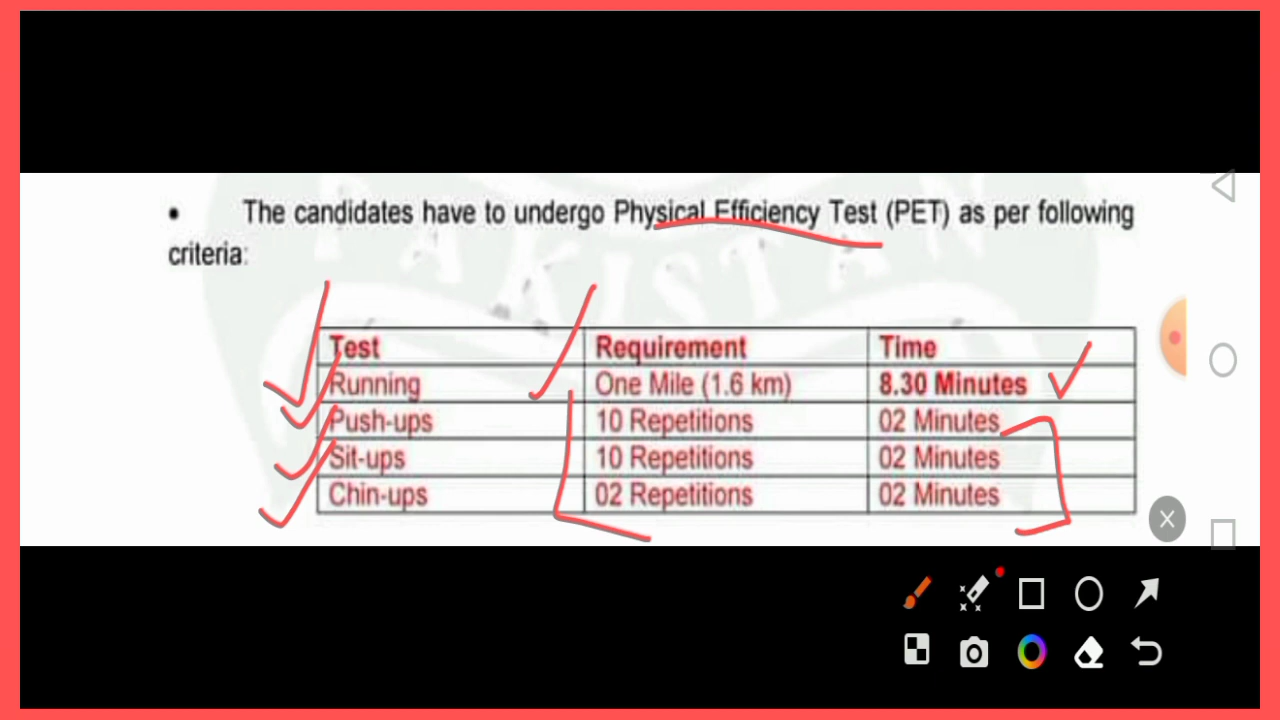 • The candidates have to undergo Physical Efficiency Test (PET) as per following
criteria:
PAKISTAN
Test Requirement Time
Running One Mile (1.6 km) 8.30 Minutes
Push-ups 10 Repetitions 02 Minutes
Sit-ups 10 Repetitions 02 Minutes
Chin-ups 02 Repetitions 02 Minutes